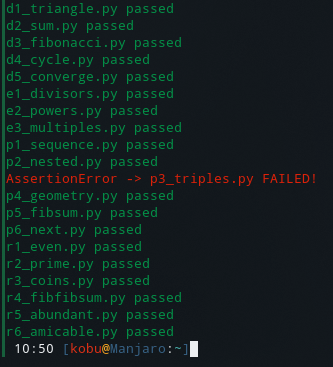 d1_triangle.py passed
d2_sum.py passed
d3_fibonacci.py passed
d4_cycle.py passed
d5_converge.py passed
e1_divisors.py passed
e2_powers.py passed
e3_multiples.py passed
p1_sequence.py passed
p2_nested.py passed
AssertionError -> p3_triples.py FAILED!
p4_geometry.py passed
p5_fibsum.py passed
p6_next.py passed
r1_even.py passed
r2_prime.py passed
r3_coins.py passed
r4_fibfibsum.py passed
r5_abundant.py passed
r6_amicable.py passed
10:50 [kobu@Manjaro:~]